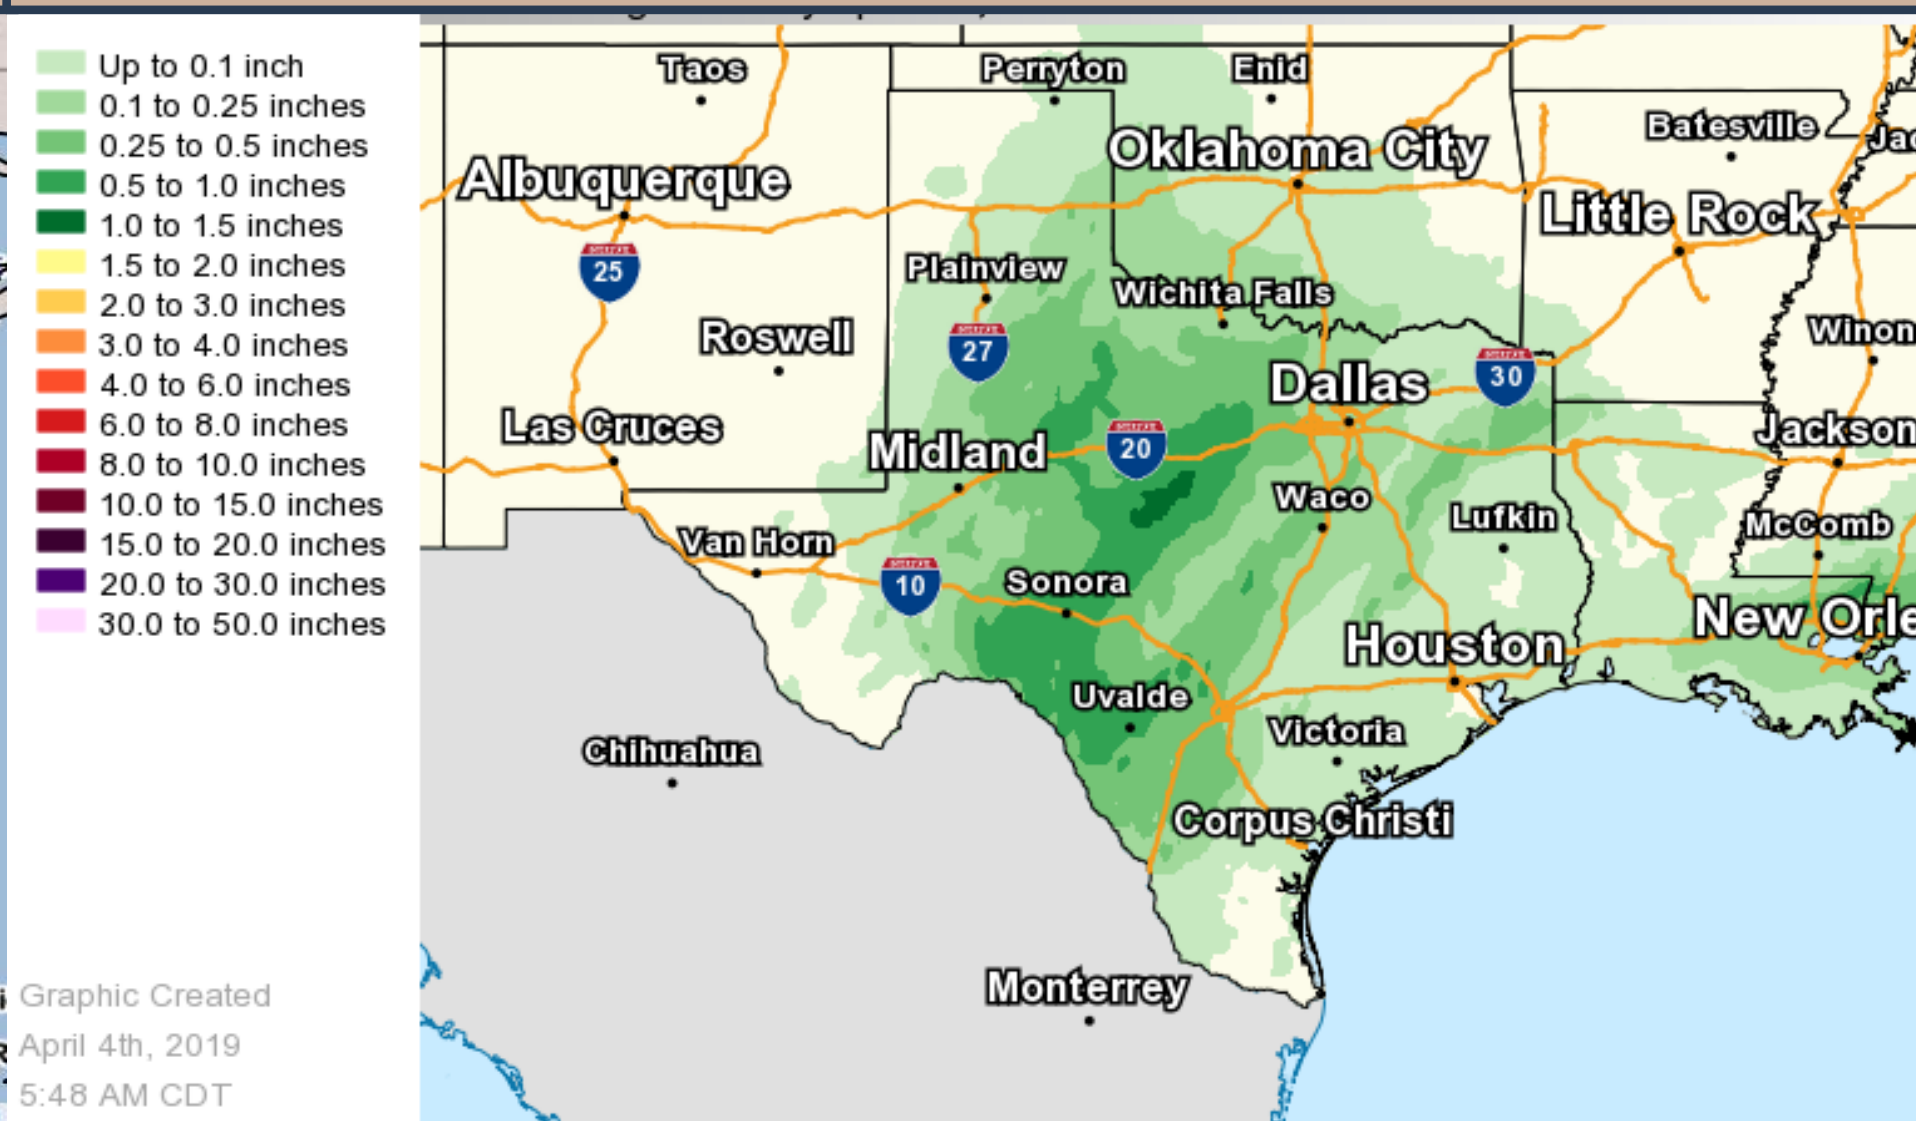 Up to 0.1 inch
0.1 to 0.25 inches
0.25 to 0.5 inches
0.5 to 1.0 inches
1.0 to 1.5 inches
1.5 to 2.0 inches
2.0 to 3.0 inches
3.0 to 4.0 inches
4.0 to 6.0 inches
6.0 to 8.0 inches
8.0 to 10.0 inches
10.0 to 15.0 inches
15.0 to 20.0 inches
20.0 to 30.0 inches
30.0 to 50.0 inches
Graphic Created
April 4th, 2019
5:48 AM CDT
Taos
Perryton
Enid
Batesville
Jac
Oklahoma City
Albuquerque
Little Rock
25
Plainview
Wichita Falls
Roswell
27
Winon
Dallas
30
Las Cruces
Midland
20
Jackson
Waco
Lufkin
McComb
Van Horn
10
Sonora
New Orle
Houston
Uvalde
Victoria
Chihuahua
Corpus Christi
Monterrey